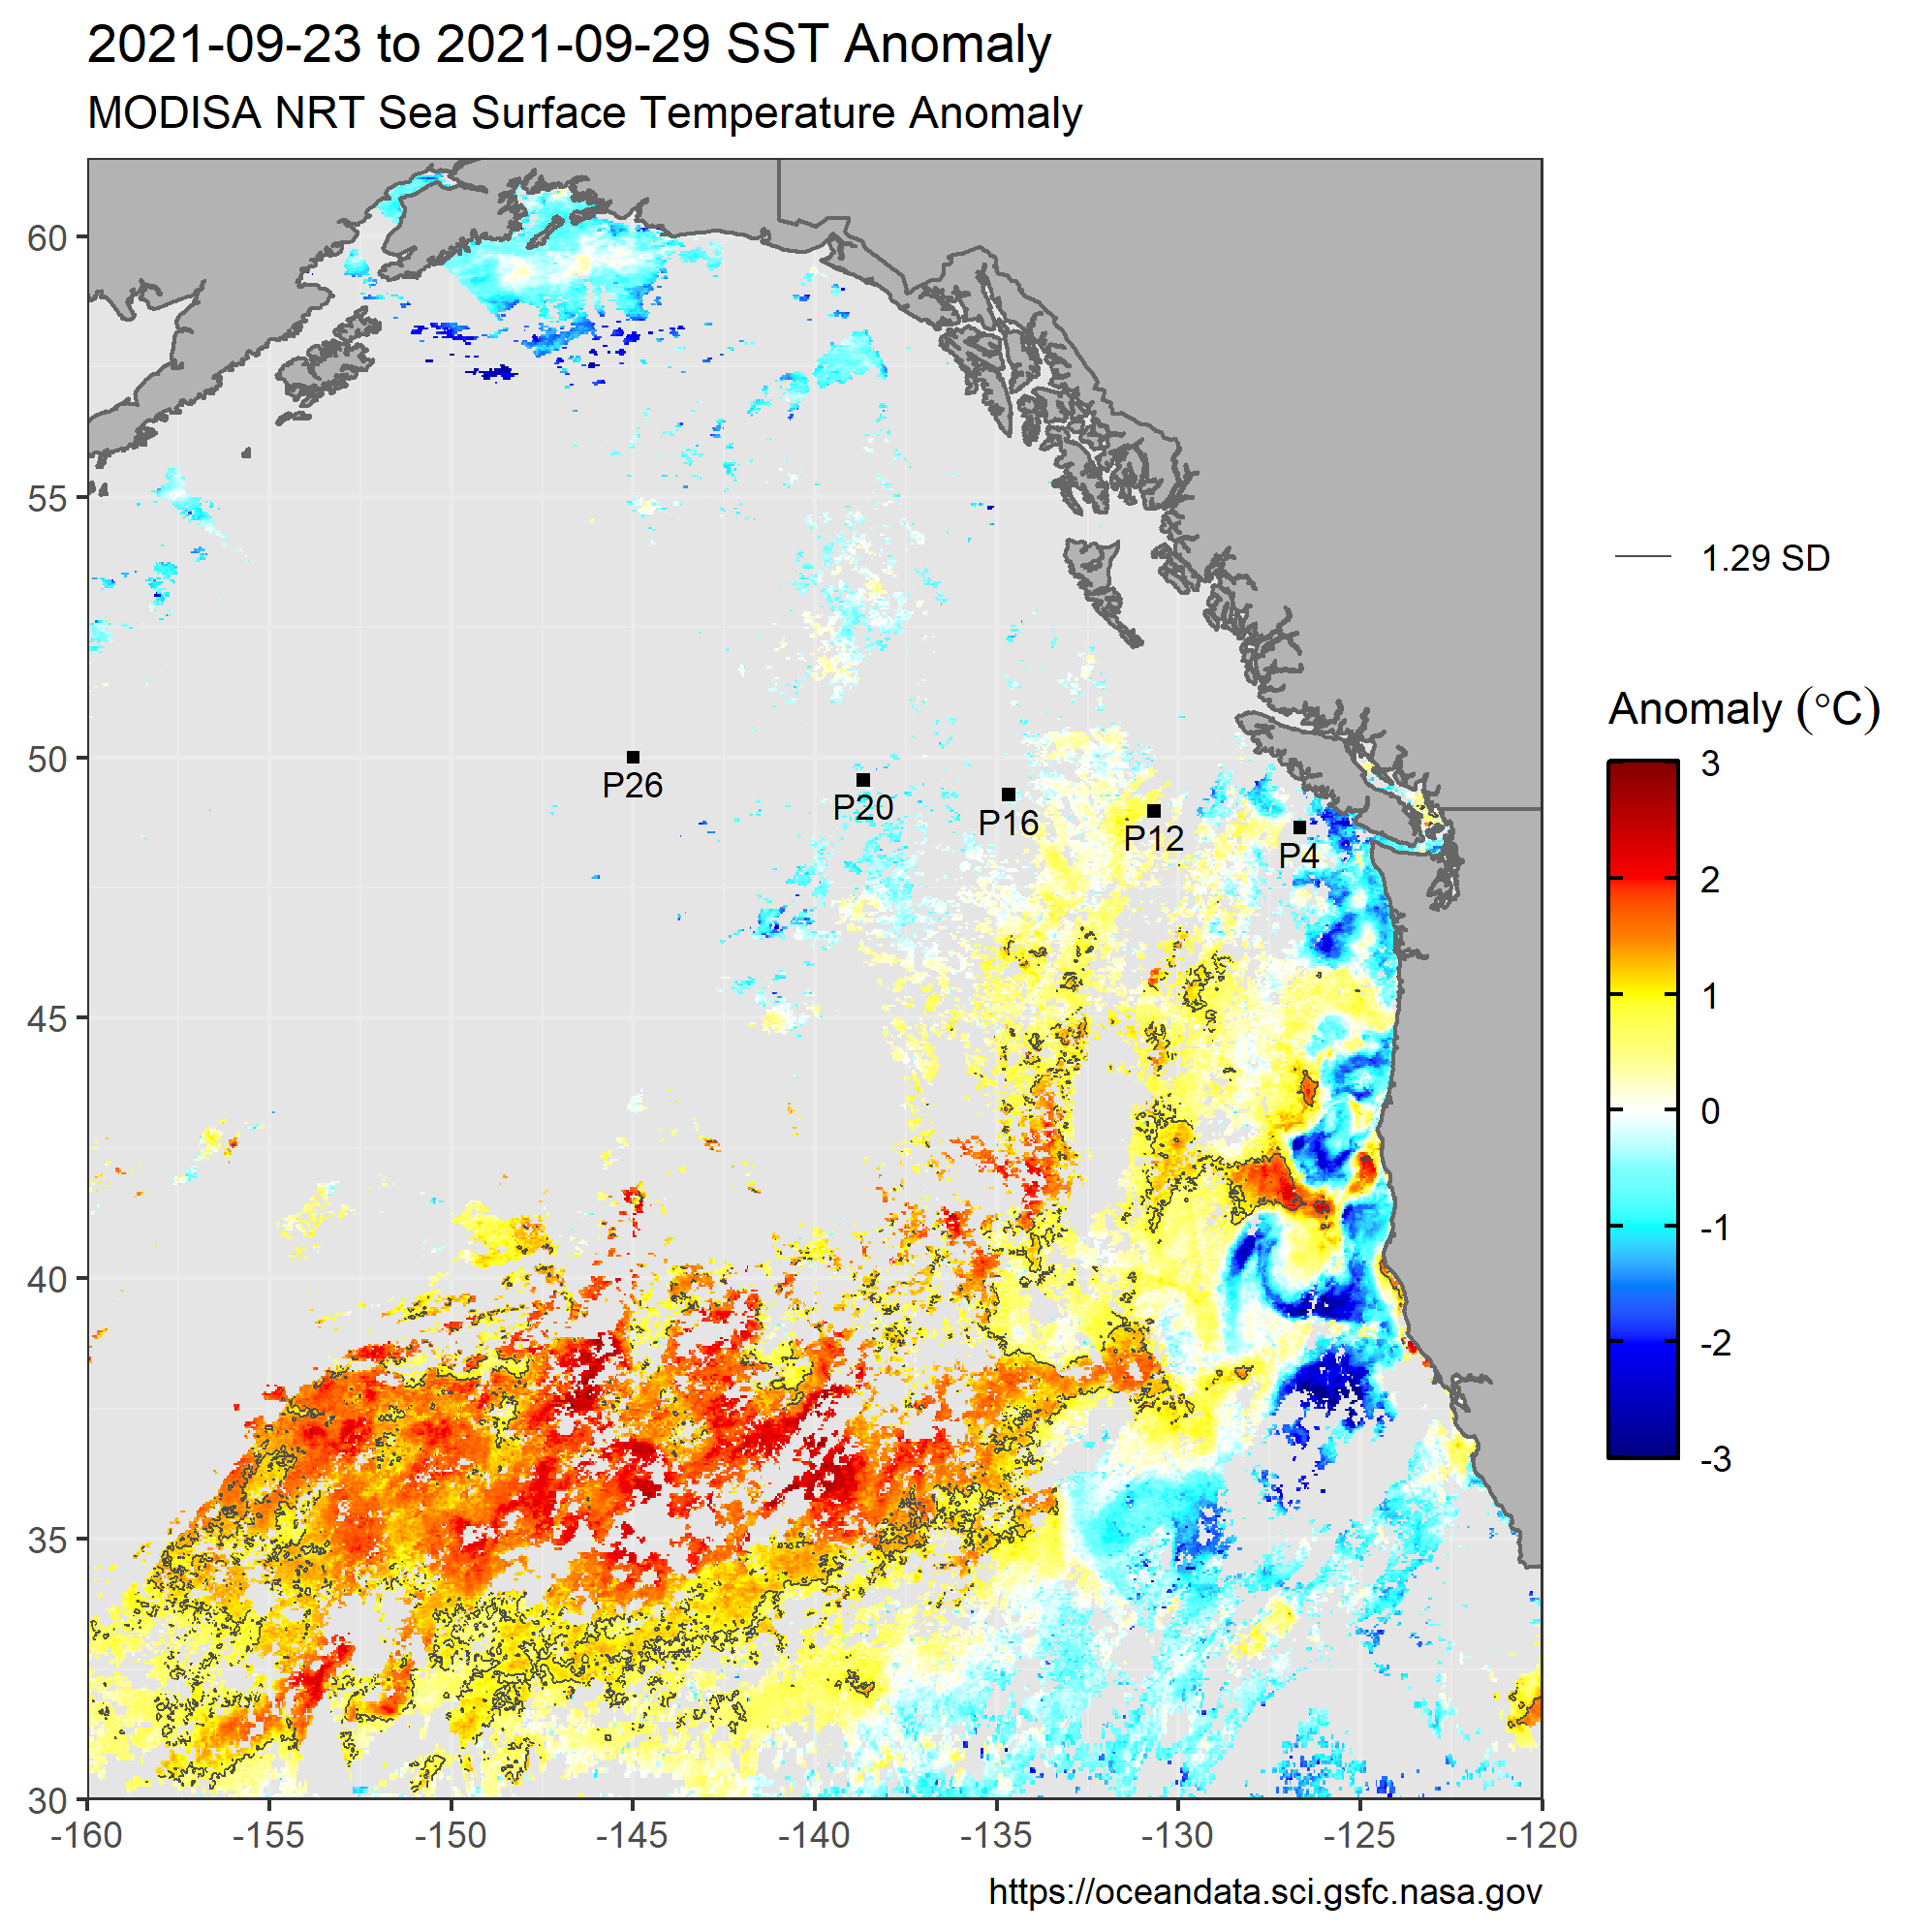 2021-09-23 to 2021-09-29 SST Anomaly
MODISA NRT Sea Surface Temperature Anomaly
60
55
50
45
40
35
30
-160
-155
-150
-145
-140
-135
-130
-125
-120
P26
P20
P16
P12
P4
1.29 SD
Anomaly (°C)
3
2
1
0
-1
-2
-3
https://oceandata.sci.gsfc.nasa.gov